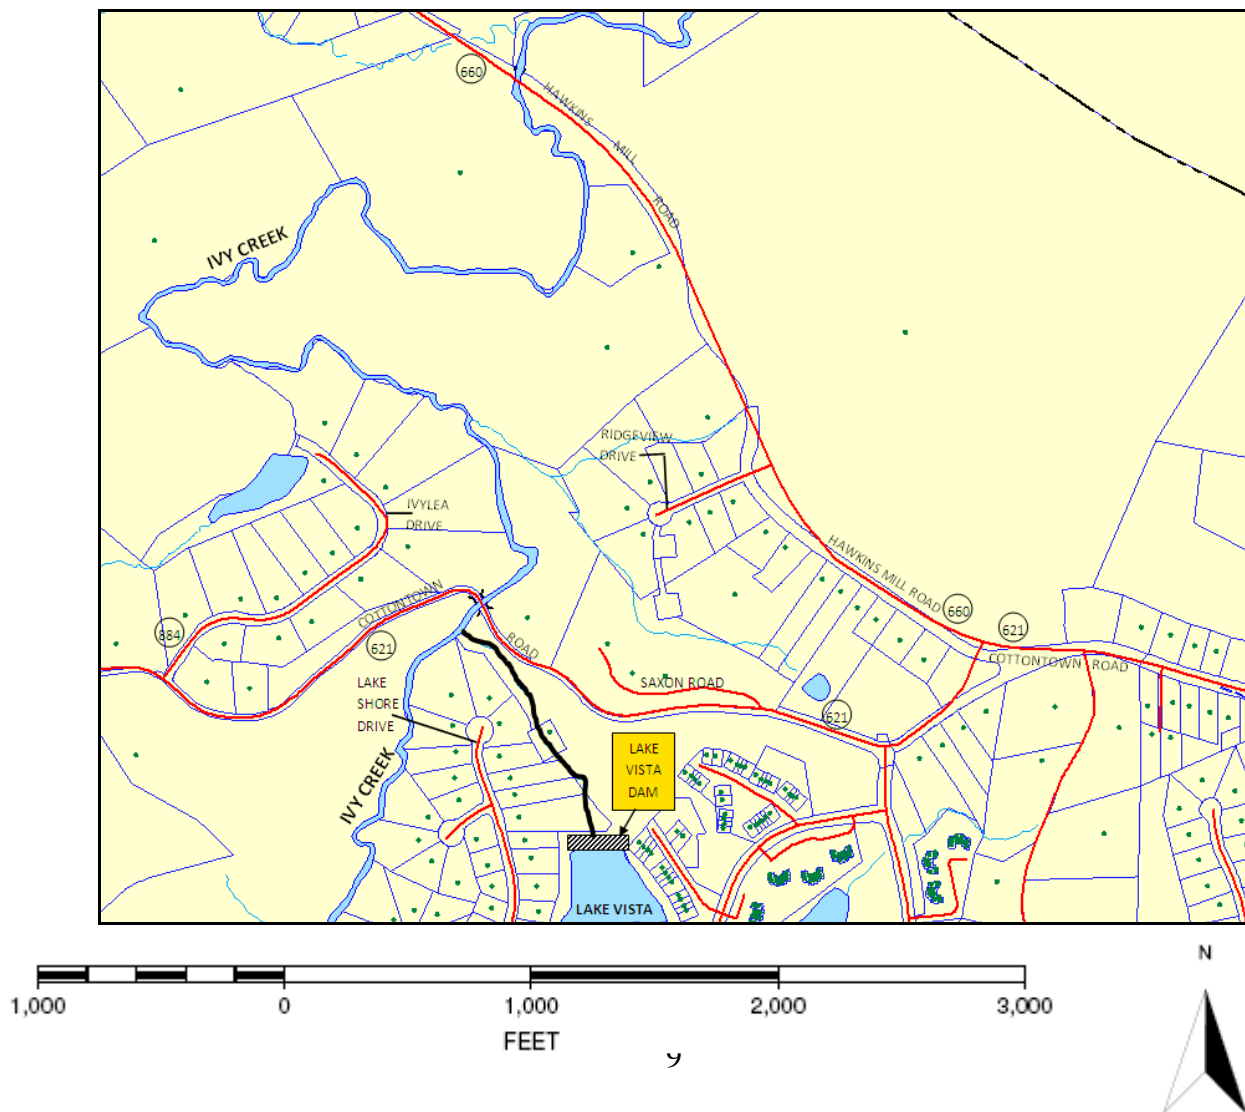 660
HAWKINS
MILL
ROAD
IVY CREEK
RIDGEVIEW
DRIVE
IVYLEA
DRIVE
HAWKINS MILL ROAD
COTTONTOWN
ROAD
660
621
884
621
COTTONTOWN ROAD
LAKE
SHORE
DRIVE
SAXON ROAD
621
IVY CREEK
LAKE
VISTA
DAM
LAKE VISTA
N
1,000
0
1,000
2,000
3,000
FEET
9